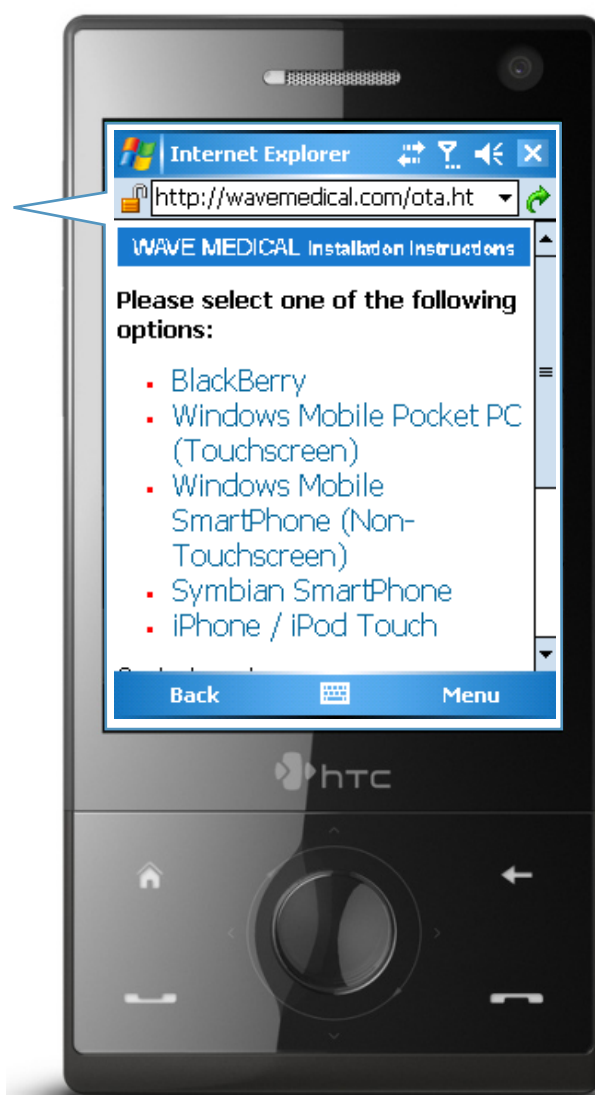 Internet Explorer
http://wavemedical.com/ota.ht
WAVE MEDICAL Installation Instructions
Please select one of the following
options:
BlackBerry
Windows Mobile Pocket PC
(Touchscreen)
Windows Mobile
SmartPhone (Non-
Touchscreen)
Symbian SmartPhone
iPhone / iPod Touch
Back
Menu
hTC